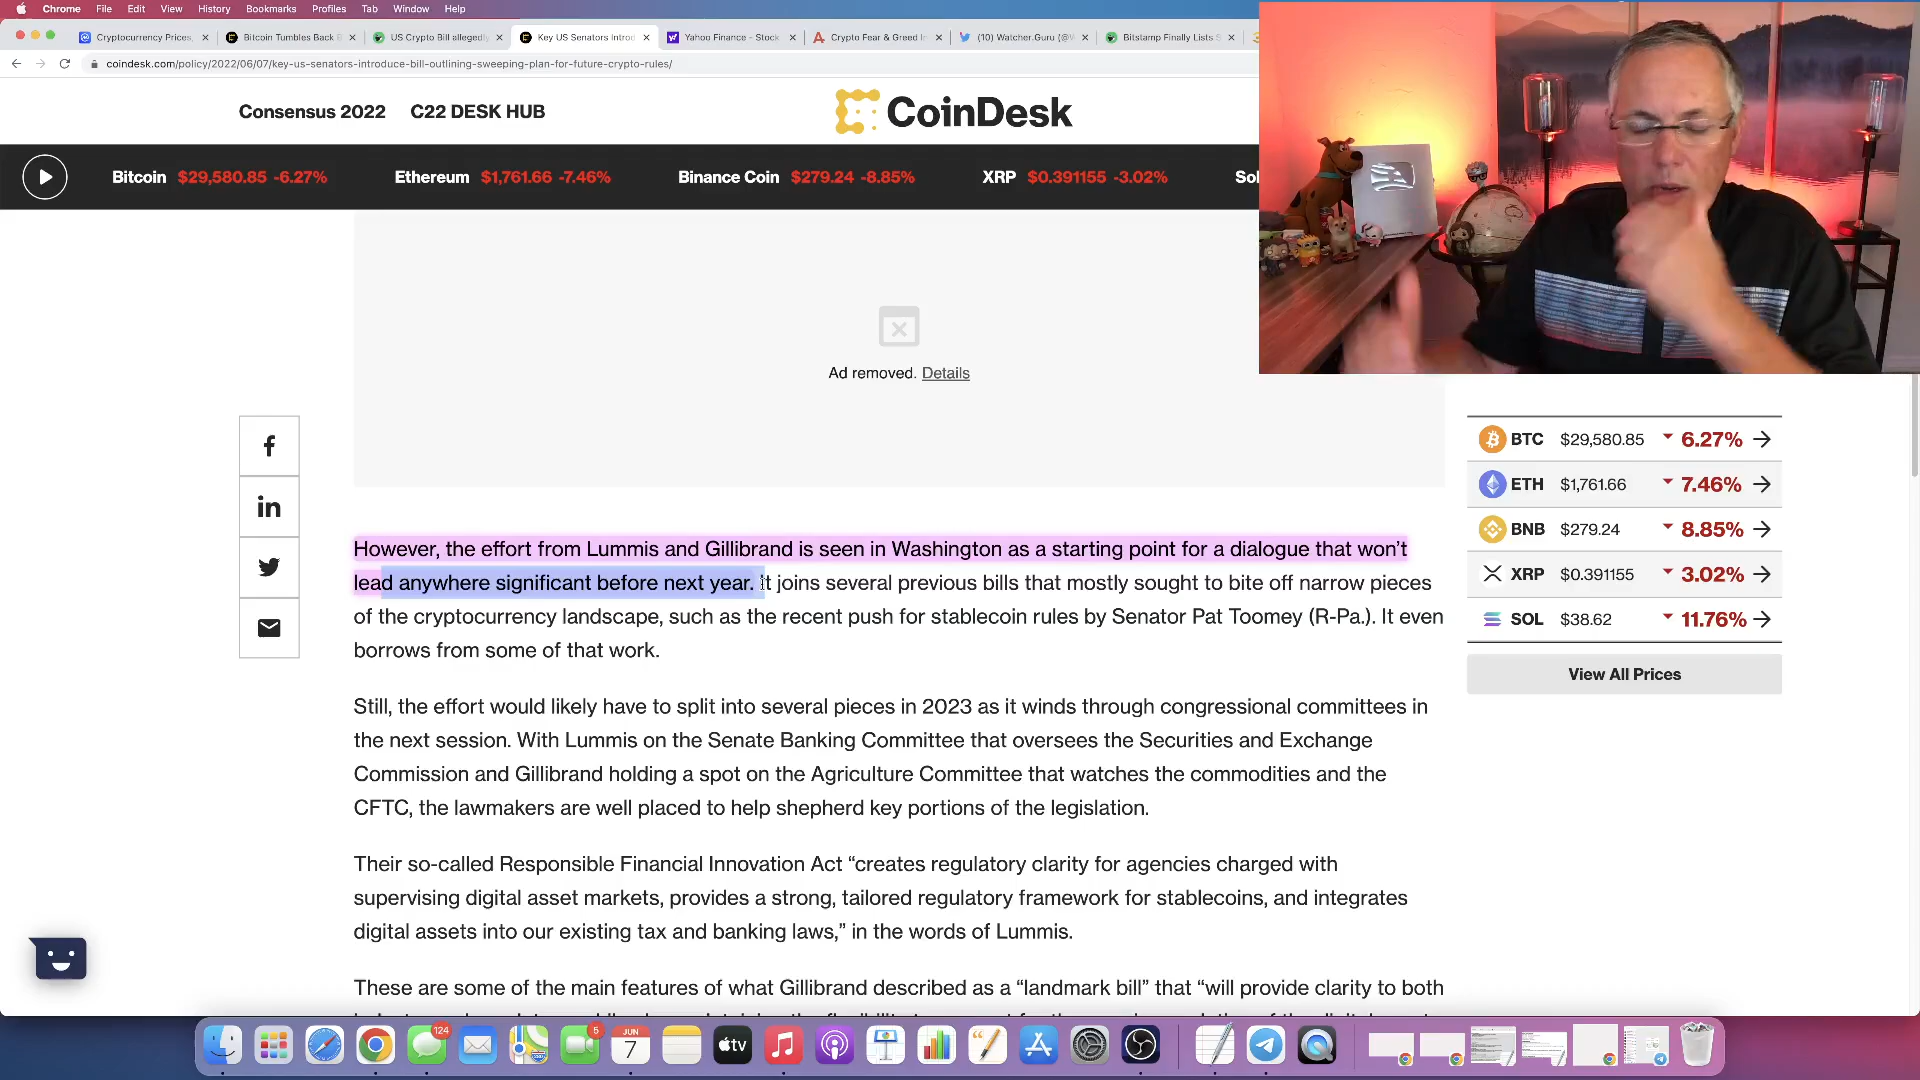 Chrome File Edit View History Bookmarks Profiles Tab Window Help
Cryptocurrency Prices,
Bitcoin Tumbles Back B
US Crypto Bill allegedly
Key US Senators Introd
Yahoo Finance - Stock
Crypto Fear & Greed In
(10) Watcher.Guru (@W
Bitstamp Finally Lists S
coindesk.com/policy/2022/06/07/key-us-senators-introduce-bill-outlining-sweeping-plan-for-future-crypto-rules/
Consensus 2022 C22 DESK HUB
CoinDesk
Bitcoin $29,580.85 -6.27% Ethereum $1,761.66 -7.46% Binance Coin $279.24 -8.85% XRP $0.391155 -3.02% Sol
Ad removed. Details
However, the effort from Lummis and Gillibrand is seen in Washington as a starting point for a dialogue that won’t
lead anywhere significant before next year. It joins several previous bills that mostly sought to bite off narrow pieces
of the cryptocurrency landscape, such as the recent push for stablecoin rules by Senator Pat Toomey (R-Pa.). It even
borrows from some of that work.
Still, the effort would likely have to split into several pieces in 2023 as it winds through congressional committees in
the next session. With Lummis on the Senate Banking Committee that oversees the Securities and Exchange
Commission and Gillibrand holding a spot on the Agriculture Committee that watches the commodities and the
CFTC, the lawmakers are well placed to help shepherd key portions of the legislation.
Their so-called Responsible Financial Innovation Act “creates regulatory clarity for agencies charged with
supervising digital asset markets, provides a strong, tailored regulatory framework for stablecoins, and integrates
digital assets into our existing tax and banking laws,” in the words of Lummis.
These are some of the main features of what Gillibrand described as a “landmark bill” that “will provide clarity to both
BTC $29,580.85 6.27%
ETH $1,761.66 7.46%
BNB $279.24 8.85%
XRP $0.391155 3.02%
SOL $38.62 11.76%
View All Prices
124
5
JUN
7
tv